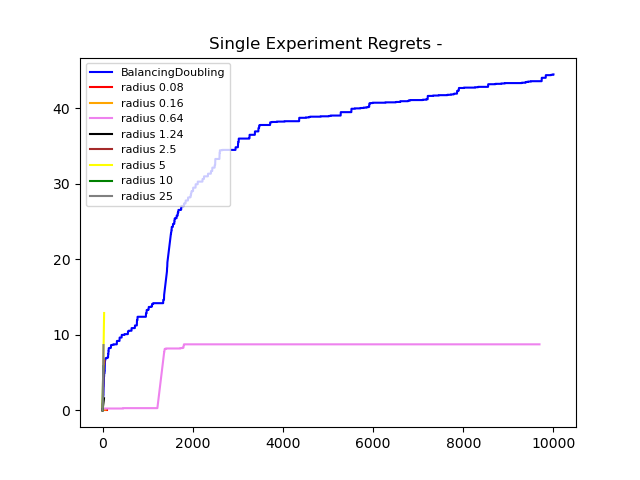 Single Experiment Regrets -
BalancingDoubling
radius 0.08
radius 0.16
radius 0.64
radius 1.24
radius 2.5
radius 5
radius 10
radius 25
40
30
20
10
0
0 2000 4000 6000 8000 10000